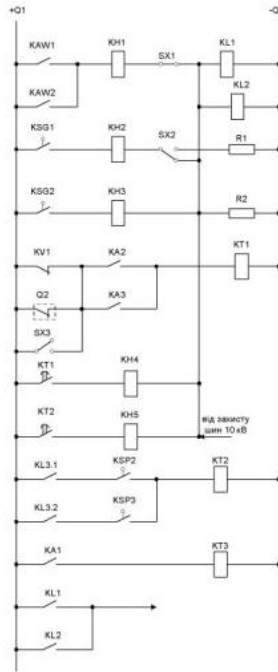 +Q1 -Q1
KAW1 KH1 SX1 KL1
KAW2 KL2
KSG1 KH2 SX2 R1
KSG2 KH3 R2
KV1 KA2 KT1
Q2 KA3
SX3
KT1 KH4
KT2 KH5
від захисту
шин 10 кВ
KL3.1 KSP2 KT2
KL3.2 KSP3
KA1 KT3
KL1
KL2